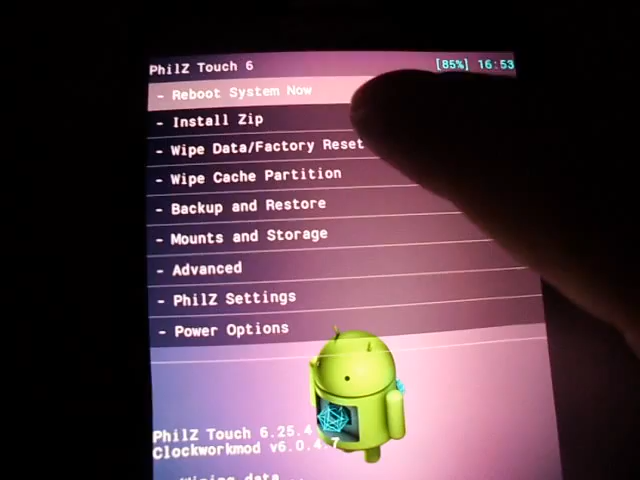 PhilZ Touch 6 [85%] 16:53
- Reboot System Now
- Install Zip
- Wipe Data/Factory Reset
- Wipe Cache Partition
- Backup and Restore
- Mounts and Storage
- Advanced
- PhilZ Settings
- Power Options
PhilZ Touch 6.25.4
Clockworkmod v6.0.4.7
Wiping data...